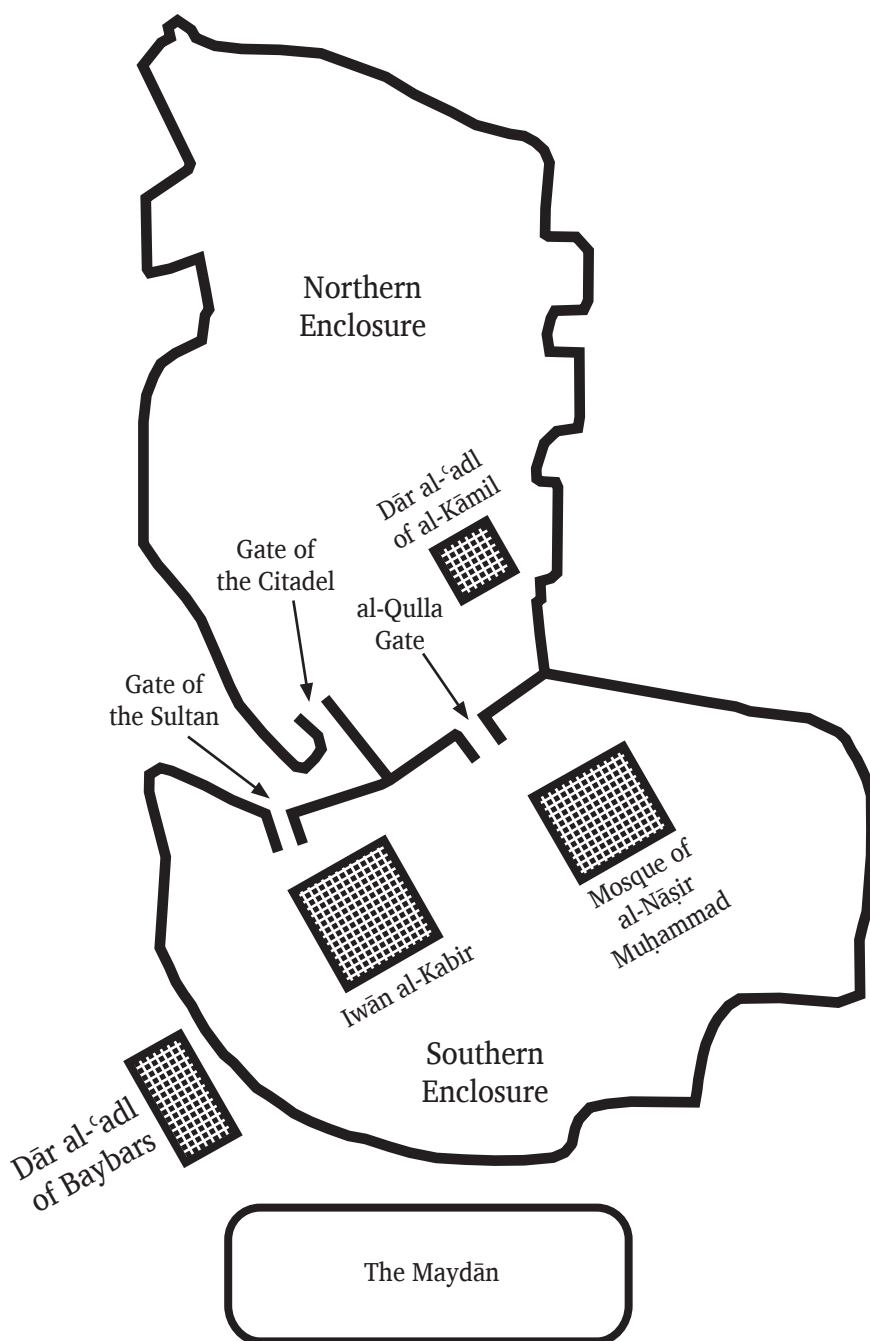 Northern
Enclosure
Dār al-ʿadl
of al-Kāmil
Gate of
the Citadel
al-Qulla
Gate
Gate of
the Sultan
Mosque of
al-Nāṣir
Muḥammad
Iwān al-Kabir
Southern
Enclosure
Dār al-ʿadl
of Baybars
The Maydān